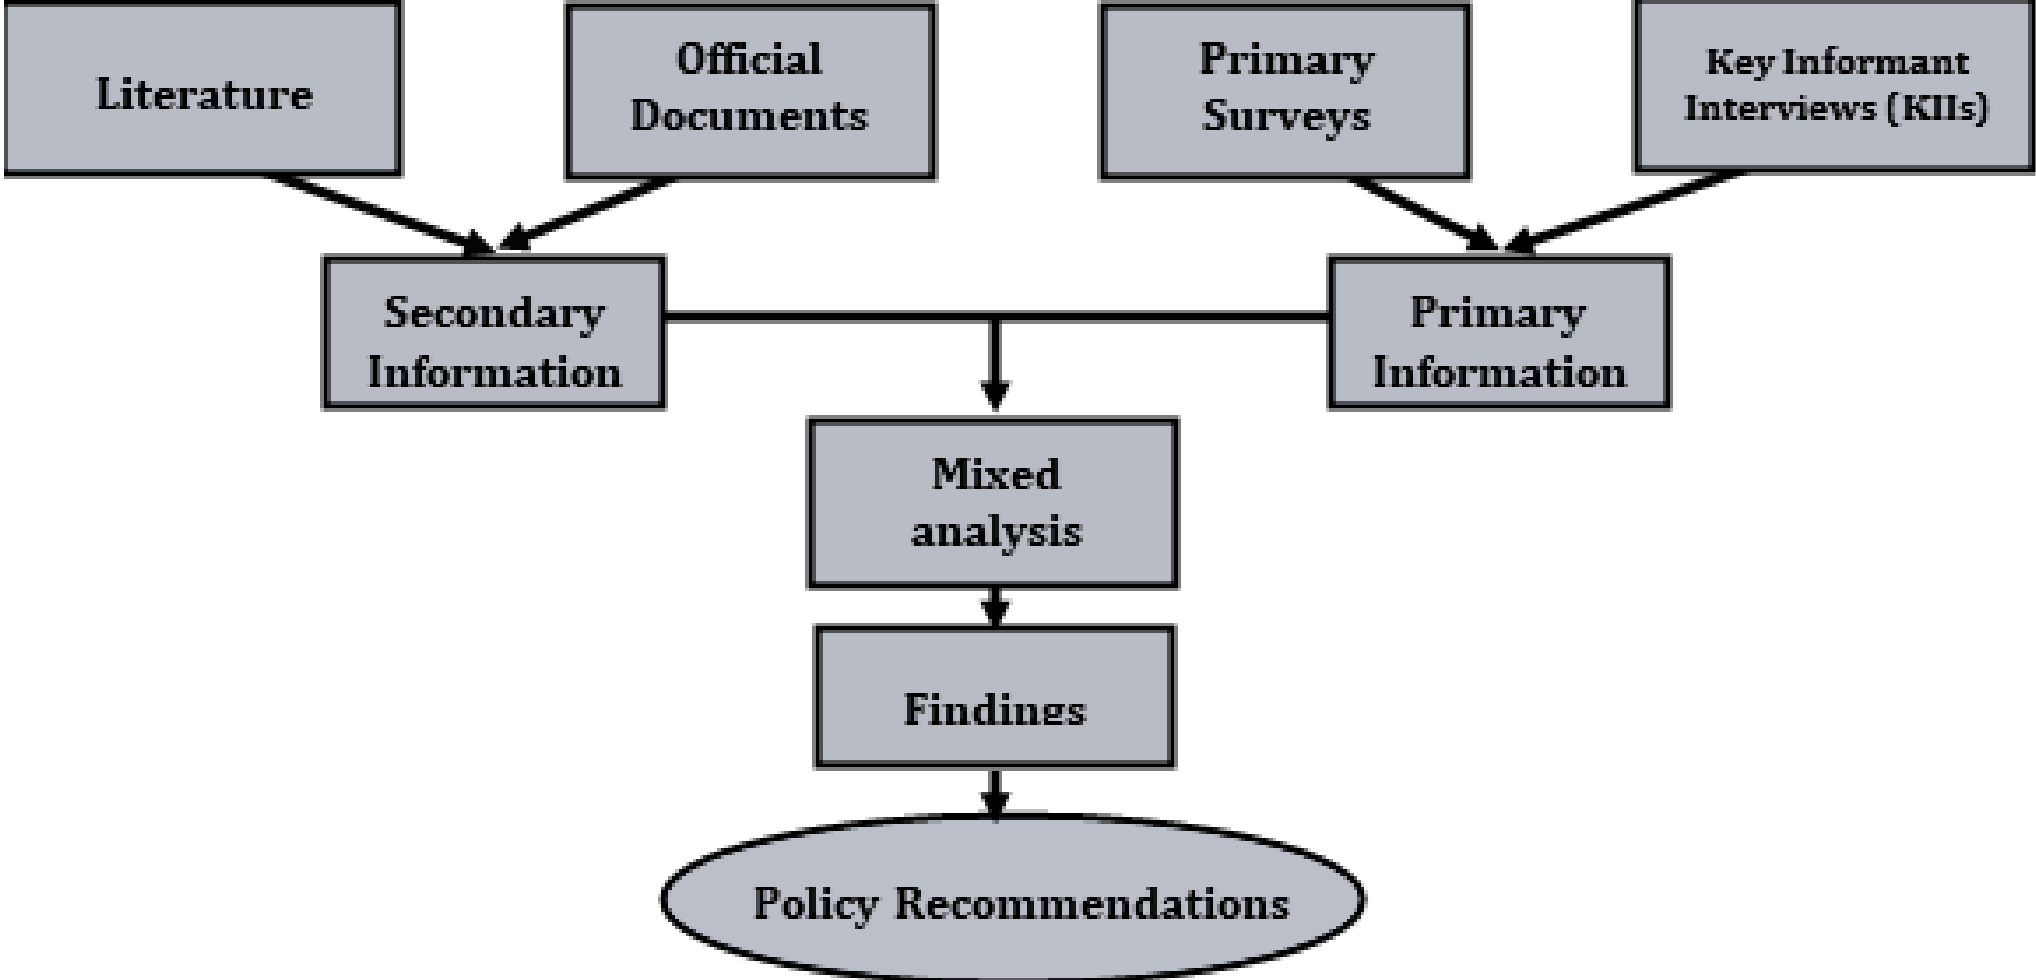 Literature
Official
Documents
Primary
Surveys
Key Informant
Interviews (KIIs)
Secondary
Information
Primary
Information
Mixed
analysis
Findings
Policy Recommendations